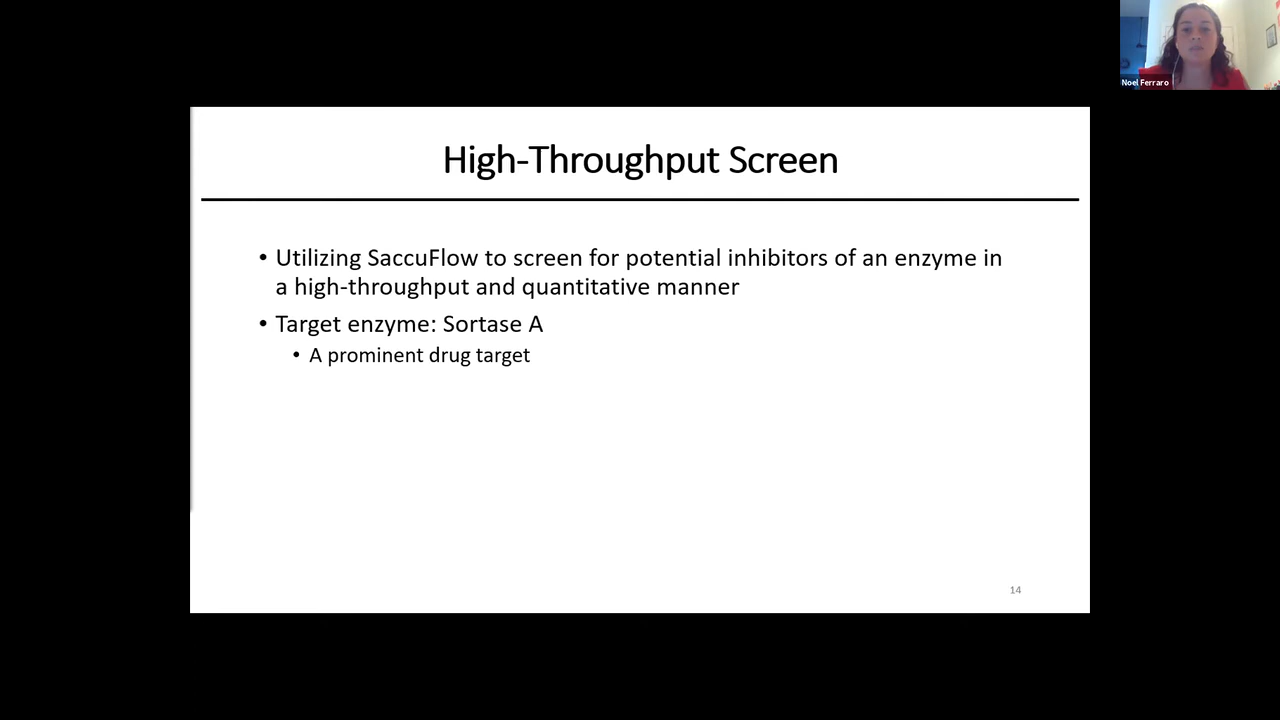 Noel Ferraro
High-Throughput Screen
• Utilizing SaccuFlow to screen for potential inhibitors of an enzyme in
a high-throughput and quantitative manner
• Target enzyme: Sortase A
• A prominent drug target
14